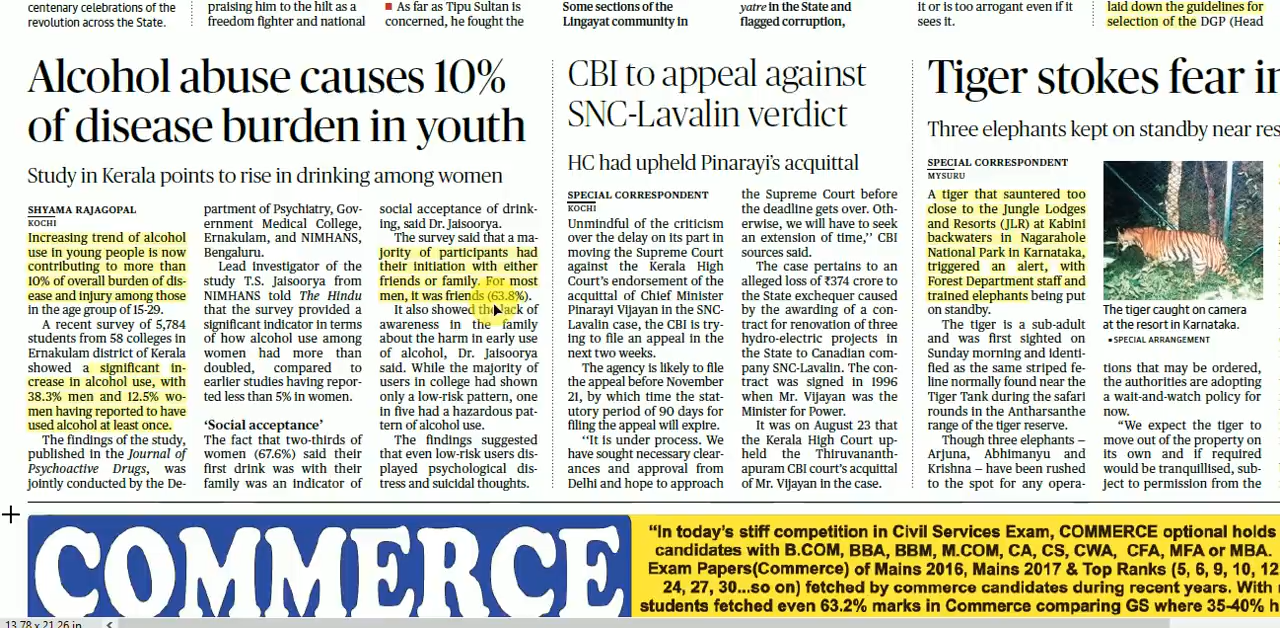 centenary celebrations of the
revolution across the State.
praising him to the hilt as a
freedom fighter and national
■ As far as Tipu Sultan is
concerned, he fought the
Some sections of the
Lingayat community in
yatre in the State and
flagged corruption,
it or is too arrogant even if it
sees it.
laid down the guidelines for
selection of the DGP (Head
Alcohol abuse causes 10%
of disease burden in youth
Study in Kerala points to rise in drinking among women
SHYAMA RAJAGOPAL
KOCHI
Increasing trend of alcohol
use in young people is now
contributing to more than
10% of overall burden of dis-
ease and injury among those
in the age group of 15-29.
A recent survey of 5,784
students from 58 colleges in
Ernakulam district of Kerala
showed a significant in-
crease in alcohol use, with
38.3% men and 12.5% wo-
men having reported to have
used alcohol at least once.
The findings of the study,
published in the Journal of
Psychoactive Drugs, was
jointly conducted by the De-
partment of Psychiatry, Gov-
ernment Medical College,
Ernakulam, and NIMHANS,
Bengaluru.
Lead investigator of the
study T.S. Jaisoorya from
NIMHANS told The Hindu
that the survey provided a
significant indicator in terms
of how alcohol use among
women had more than
doubled, compared to
earlier studies having repor-
ted less than 5% in women.
‘Social acceptance’
The fact that two-thirds of
women (67.6%) said their
first drink was with their
family was an indicator of
social acceptance of drink-
ing, said Dr. Jaisoorya.
The survey said that a ma-
jority of participants had
their initiation with either
friends or family. For most
men, it was friends (63.8%).
It also showed the lack of
awareness in the family
about the harm in early use
of alcohol, Dr. Jaisoorya
said. While the majority of
users in college had shown
only a low-risk pattern, one
in five had a hazardous pat-
tern of alcohol use.
The findings suggested
that even low-risk users dis-
played psychological dis-
tress and suicidal thoughts.
CBI to appeal against
SNC-Lavalin verdict
HC had upheld Pinarayi’s acquittal
SPECIAL CORRESPONDENT
KOCHI
Unmindful of the criticism
over the delay on its part in
moving the Supreme Court
against the Kerala High
Court’s endorsement of the
acquittal of Chief Minister
Pinarayi Vijayan in the SNC-
Lavalin case, the CBI is try-
ing to file an appeal in the
next two weeks.
The agency is likely to file
the appeal before November
21, by which time the stat-
utory period of 90 days for
filing the appeal will expire.
‘‘It is under process. We
have sought necessary clear-
ances and approval from
Delhi and hope to approach
the Supreme Court before
the deadline gets over. Oth-
erwise, we will have to seek
an extension of time,’’ CBI
sources said.
The case pertains to an
alleged loss of ₹374 crore to
the State exchequer caused
by the awarding of a con-
tract for renovation of three
hydro-electric projects in
the State to Canadian com-
pany SNC-Lavalin. The con-
tract was signed in 1996
when Mr. Vijayan was the
Minister for Power.
It was on August 23 that
the Kerala High Court up-
held the Thiruvananth-
apuram CBI court’s acquittal
of Mr. Vijayan in the case.
Tiger stokes fear in
Three elephants kept on standby near res
SPECIAL CORRESPONDENT
MYSURU
A tiger that sauntered too
close to the Jungle Lodges
and Resorts (JLR) at Kabini
backwaters in Nagarahole
National Park in Karnataka,
triggered an alert, with
Forest Department staff and
trained elephants being put
on standby.
The tiger is a sub-adult
and was first sighted on
Sunday morning and identi-
fied as the same striped fe-
line normally found near the
Tiger Tank during the safari
rounds in the Antharsanthe
range of the tiger reserve.
Though three elephants –
Arjuna, Abhimanyu and
Krishna – have been rushed
to the spot for any opera-
The tiger caught on camera
at the resort in Karnataka.
▪ SPECIAL ARRANGEMENT
tions that may be ordered,
the authorities are adopting
a wait-and-watch policy for
now.
“We expect the tiger to
move out of the property on
its own and if required
would be tranquillised, sub-
ject to permission from the
COMMERCE
“In today’s stiff competition in Civil Services Exam, COMMERCE optional holds
candidates with B.COM, BBA, BBM, M.COM, CA, CS, CWA, CFA, MFA or MBA.
Exam Papers(Commerce) of Mains 2016, Mains 2017 & Top Ranks (5, 6, 9, 10, 12
24, 27, 30...so on) fetched by commerce candidates during recent years. With
students fetched even 63.2% marks in Commerce comparing GS where 35-40% h
13.78 x 21.26 in